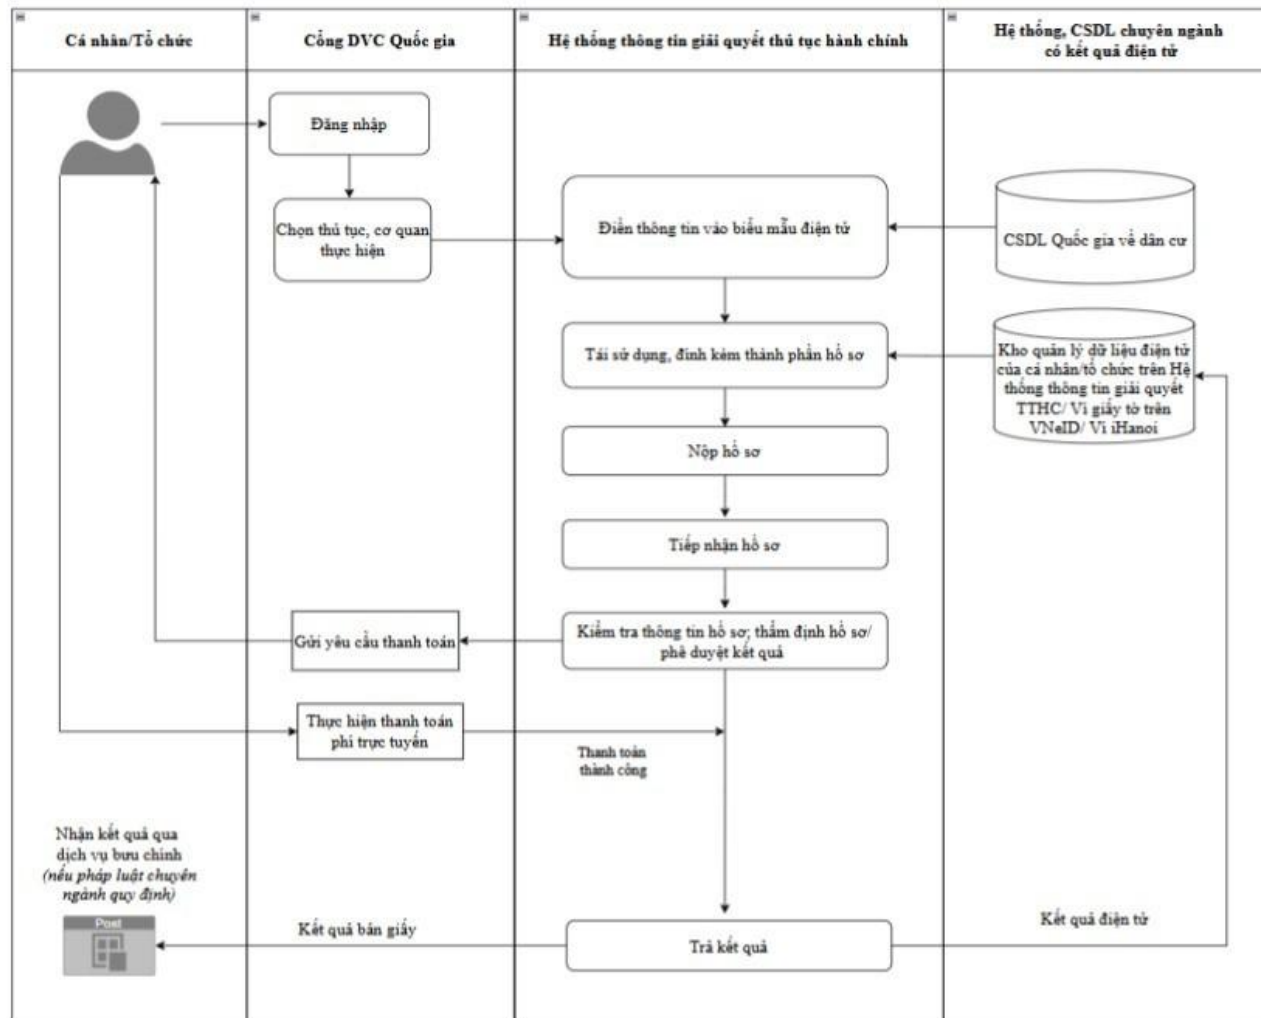 Cá nhân/Tổ chức
Cổng DVC Quốc gia
Hệ thống thông tin giải quyết thủ tục hành chính
Hệ thống, CSDL chuyên ngành
có kết quả điện tử
Đăng nhập
Chọn thủ tục, cơ quan
thực hiện
Điền thông tin vào biểu mẫu điện tử
CSDL Quốc gia về dân cư
Tái sử dụng, đính kèm thành phần hồ sơ
Kho quản lý dữ liệu điện tử
của cá nhân/tổ chức trên Hệ
thống thông tin giải quyết
TTHC/ Ví giấy tờ trên
VNeID/ Ví iHanoi
Nộp hồ sơ
Tiếp nhận hồ sơ
Gửi yêu cầu thanh toán
Kiểm tra thông tin hồ sơ; thẩm định hồ sơ/
phê duyệt kết quả
Thực hiện thanh toán
phí trực tuyến
Thanh toán
thành công
Nhận kết quả qua
dịch vụ bưu chính
(nếu pháp luật chuyên
ngành quy định)
Post
Kết quả bản giấy
Trả kết quả
Kết quả điện tử